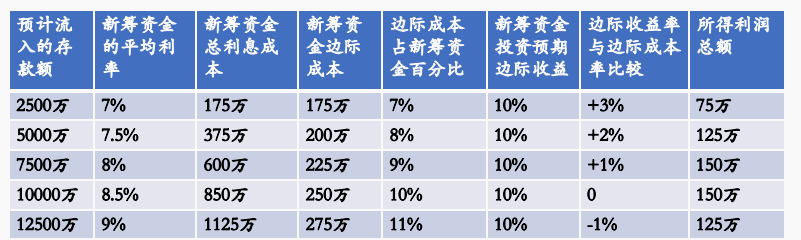 预计流入的存款额 新筹资金的平均利率 新筹资金总利息成本 新筹资金边际成本 边际成本占新筹资金百分比 新筹资金投资预期边际收益 边际收益率与边际成本率比较 所得利润总额
2500万 7% 175万 175万 7% 10% +3% 75万
5000万 7.5% 375万 200万 8% 10% +2% 125万
7500万 8% 600万 225万 9% 10% +1% 150万
10000万 8.5% 850万 250万 10% 10% 0 150万
12500万 9% 1125万 275万 11% 10% -1% 125万